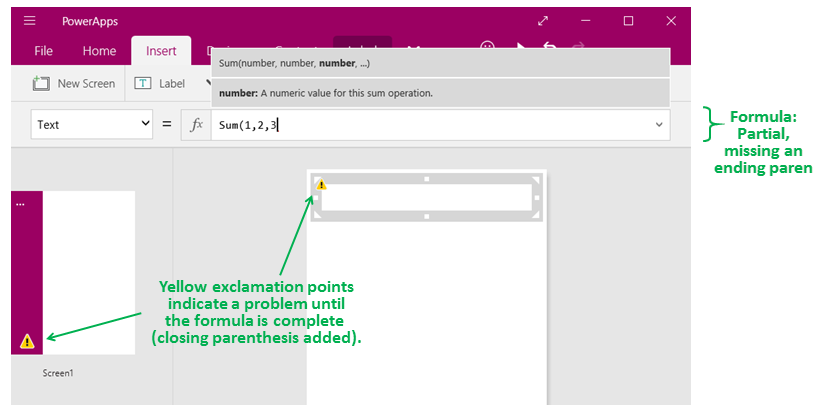 PowerApps
File Home Insert
Sum(number, number, number, ...)
New Screen Label
number: A numeric value for this sum operation.
Text = fx Sum(1,2,3
Formula:
Partial,
missing an
ending paren
...
Yellow exclamation points
indicate a problem until
the formula is complete
(closing parenthesis added).
Screen1